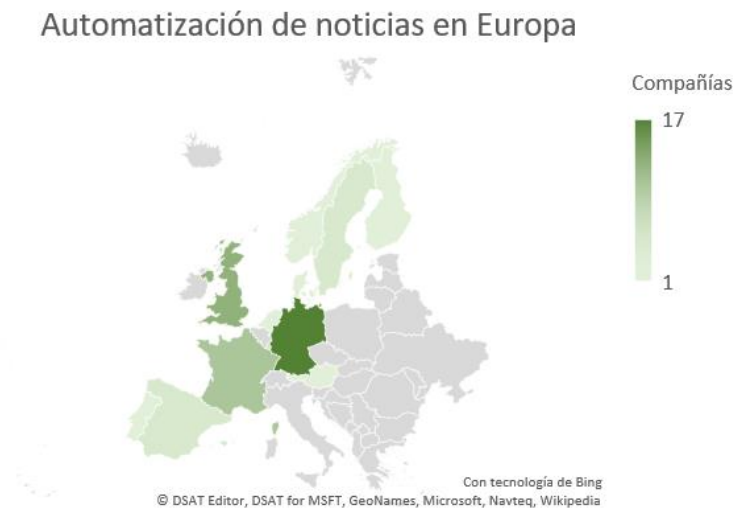 Automatización de noticias en Europa
Compañías
17
1
Con tecnología de Bing
© DSAT Editor, DSAT for MSFT, GeoNames, Microsoft, Navteq, Wikipedia